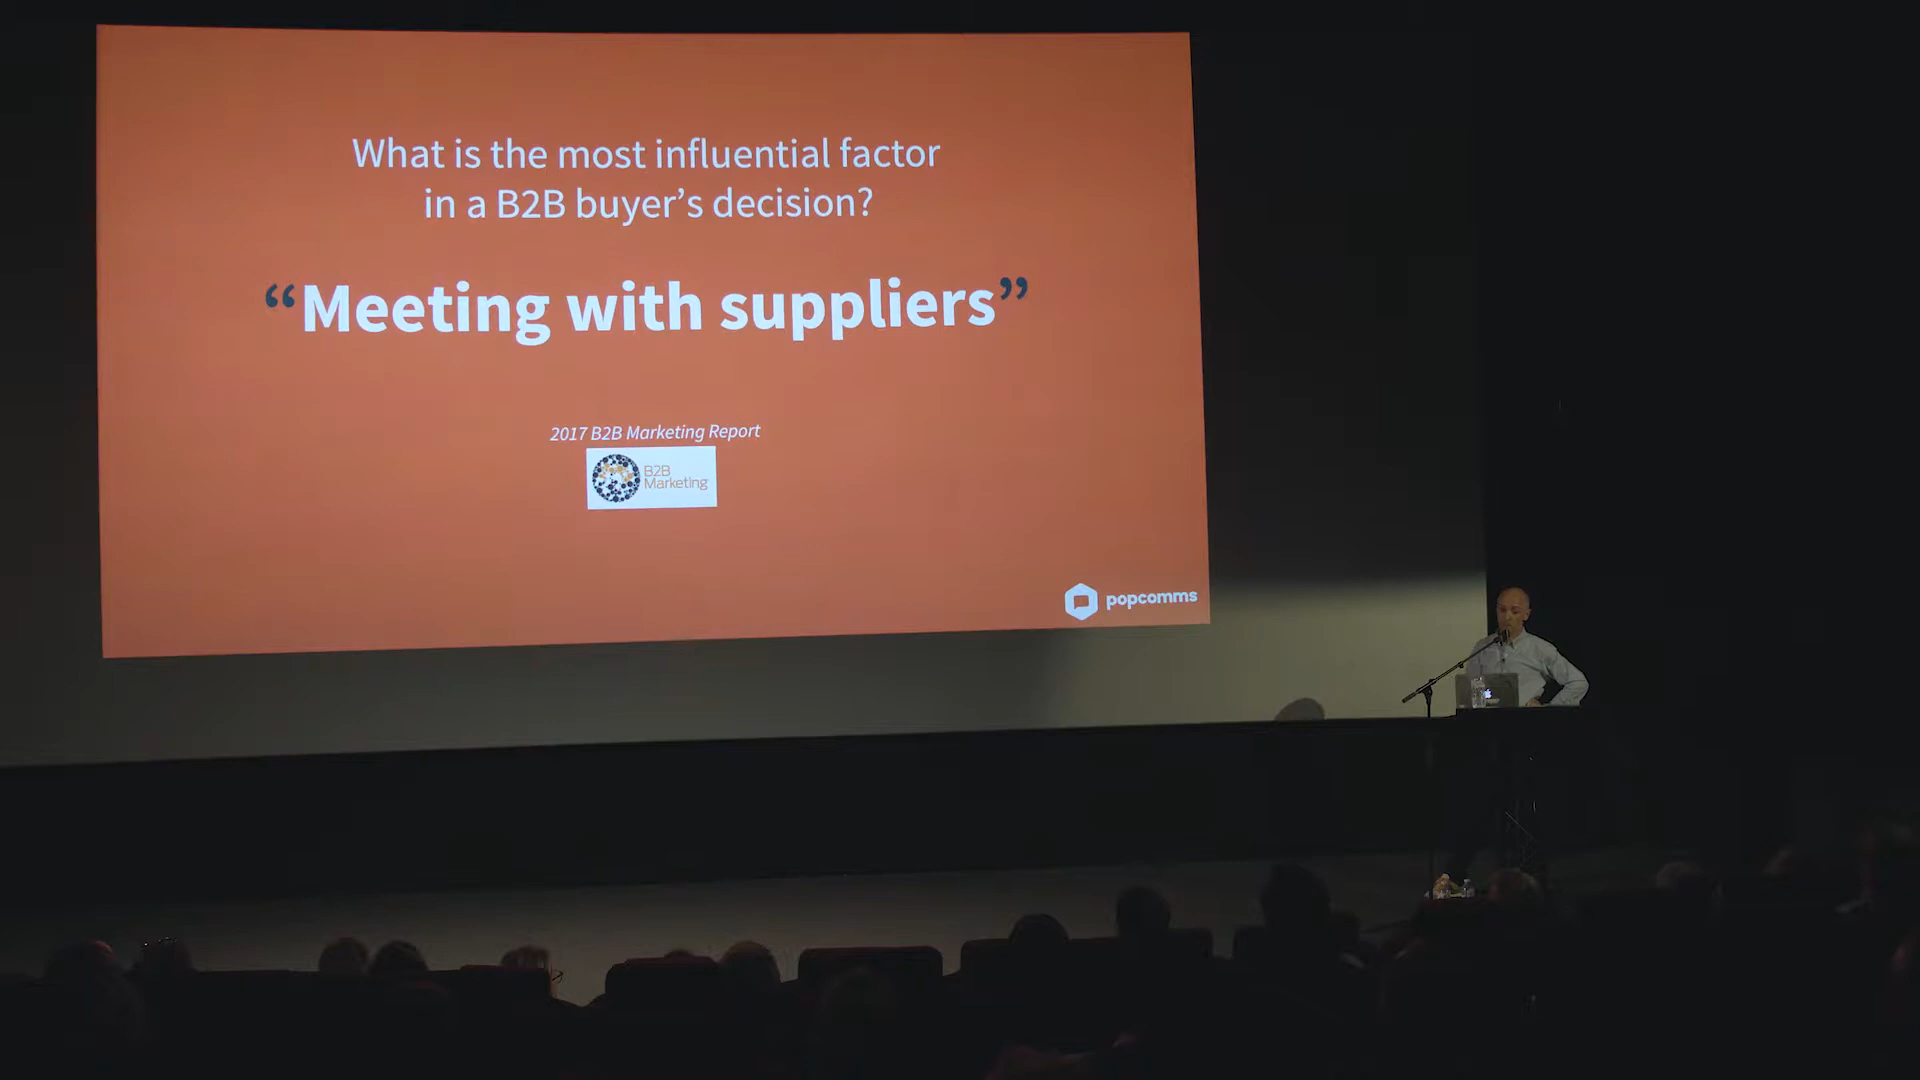 What is the most influential factor
in a B2B buyer’s decision?
“Meeting with suppliers”
2017 B2B Marketing Report
B2B
Marketing
popcomms